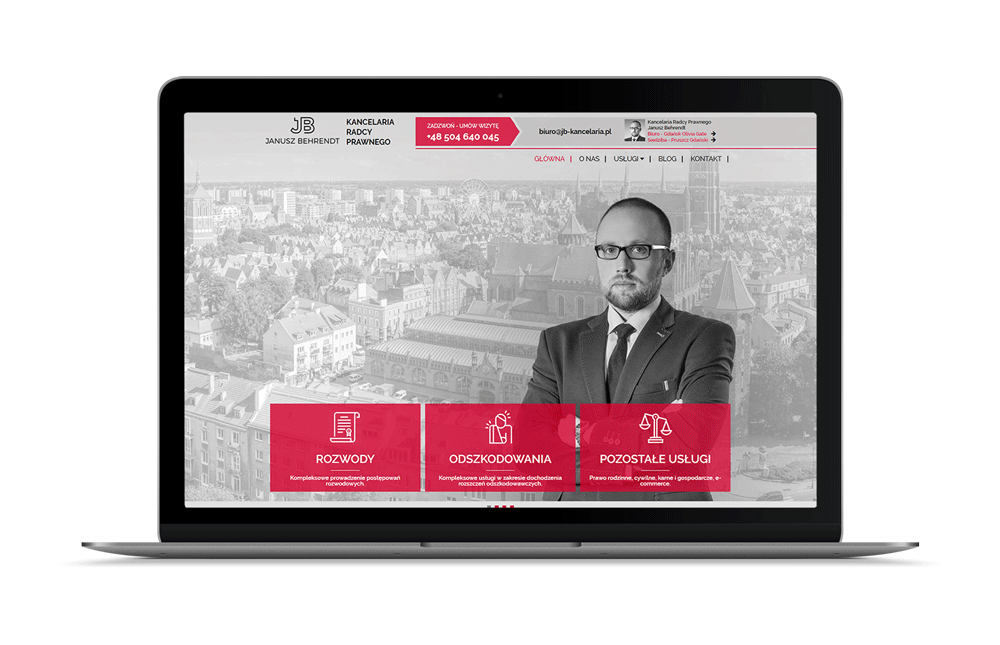 JB
JANUSZ BEHRENDT
KANCELARIA
RADCY
PRAWNEGO
ZADZWOŃ - UMÓW WIZYTĘ
+48 504 640 045
biuro@jb-kancelaria.pl
Kancelaria Radcy Prawnego
Janusz Behrendt
Biuro - Gdańsk Olivia Gate
Siedziba - Pruszcz Gdański
GŁÓWNA | O NAS | USŁUGI | BLOG | KONTAKT |
ROZWODY
Kompleksowe prowadzenie postępowań
rozwodowych.
ODSZKODOWANIA
Kompleksowe usługi w zakresie dochodzenia
roszczeń odszkodowawczych.
POZOSTAŁE USŁUGI
Prawo rodzinne, cywilne, karne i gospodarcze, e-
commerce.